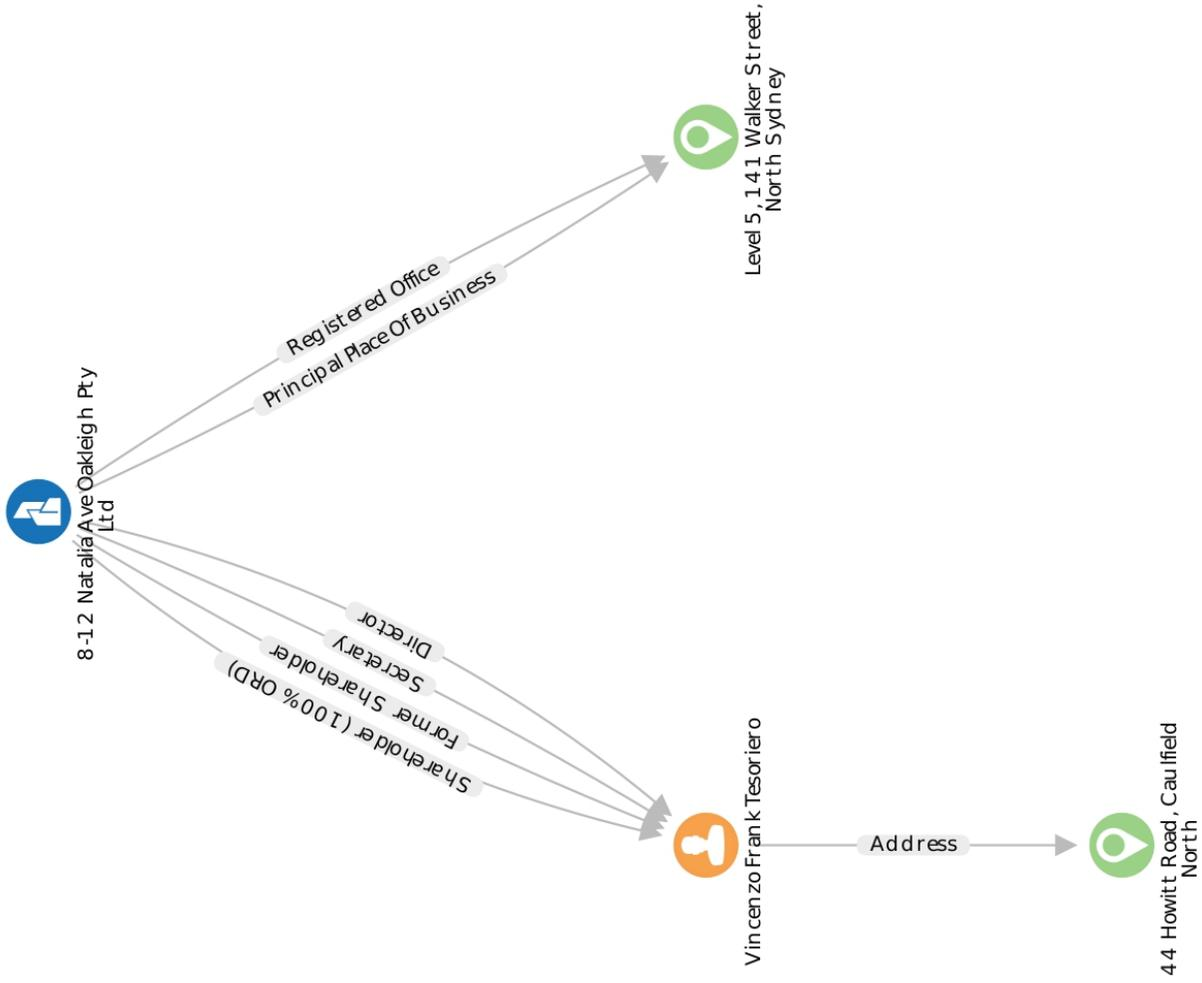 8-12 Natalia Ave Oakleigh Pty
Ltd
Registered Office
Principal Place Of Business
Level 5, 141 Walker Street,
North Sydney
Director
Secretary
Former Shareholder
Shareholder (100% ORD)
Vincenzo Frank Tesoriero
Address
44 Howitt Road, Caulfield
North